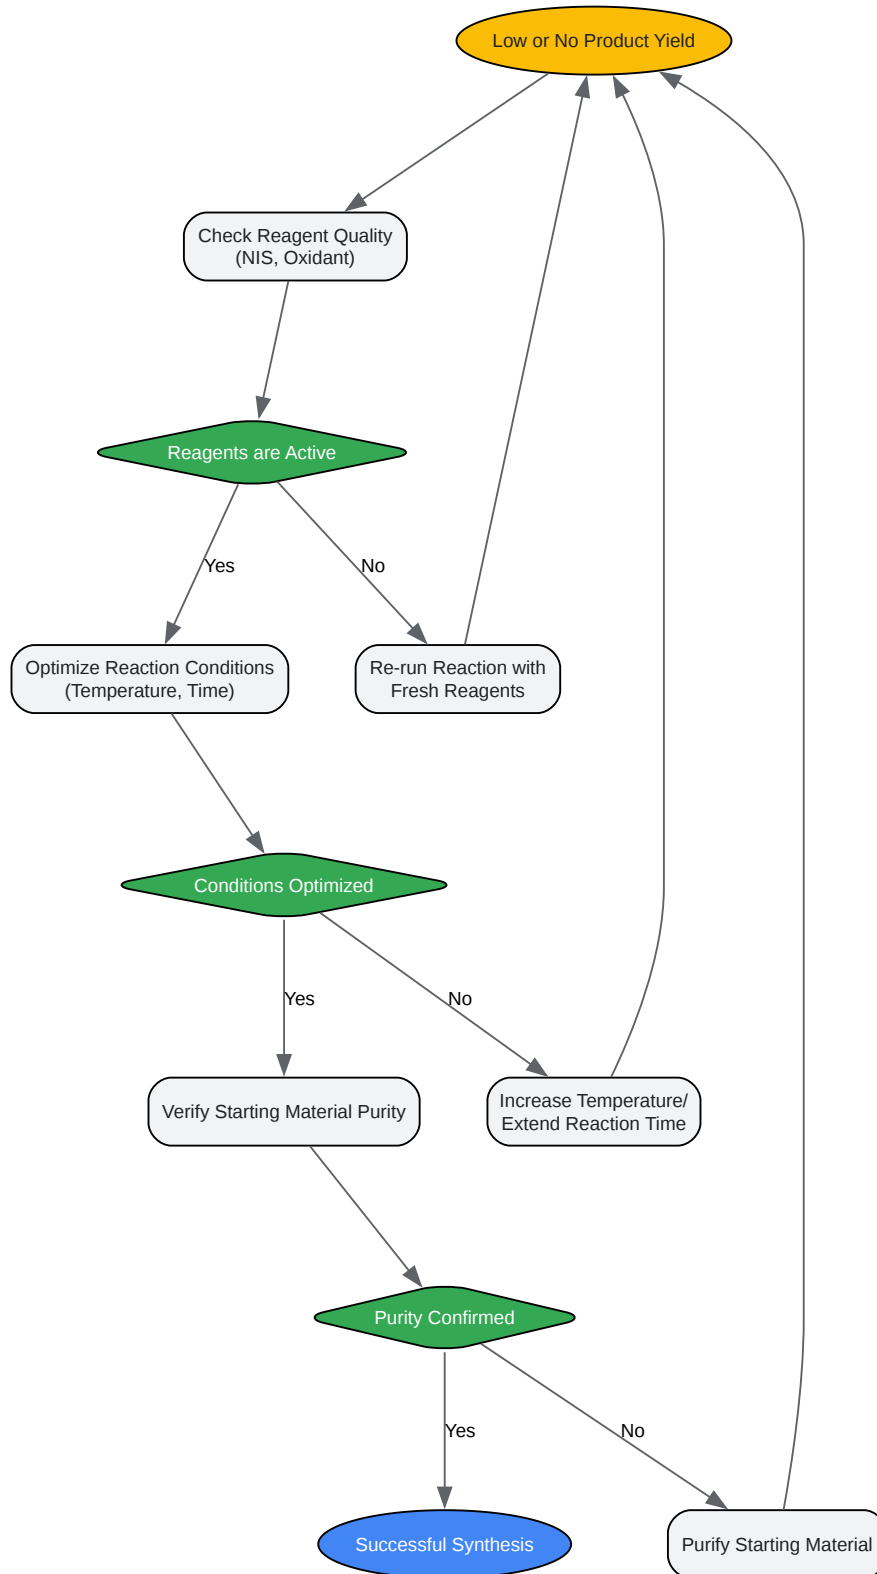 Low or No Product Yield
Check Reagent Quality
(NIS, Oxidant)
Reagents are Active
Yes
No
Optimize Reaction Conditions
(Temperature, Time)
Re-run Reaction with
Fresh Reagents
Conditions Optimized
Yes
No
Verify Starting Material Purity
Increase Temperature/
Extend Reaction Time
Purity Confirmed
Yes
No
Successful Synthesis
Purify Starting Material